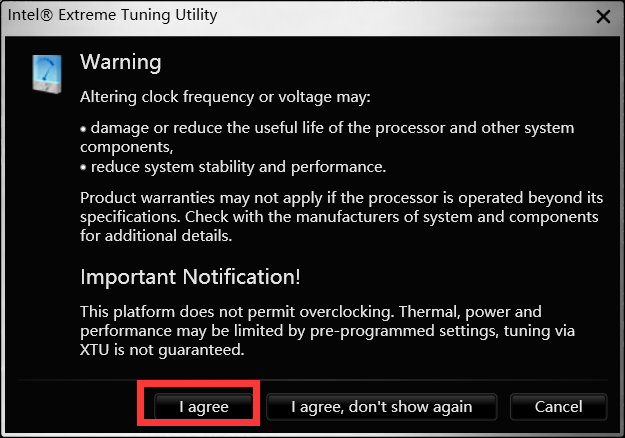 Intel® Extreme Tuning Utility
Warning
Altering clock frequency or voltage may:
• damage or reduce the useful life of the processor and other system
components,
• reduce system stability and performance.
Product warranties may not apply if the processor is operated beyond its
specifications. Check with the manufacturers of system and components
for additional details.
Important Notification!
This platform does not permit overclocking. Thermal, power and
performance may be limited by pre-programmed settings, tuning via
XTU is not guaranteed.
I agree
I agree, don't show again
Cancel